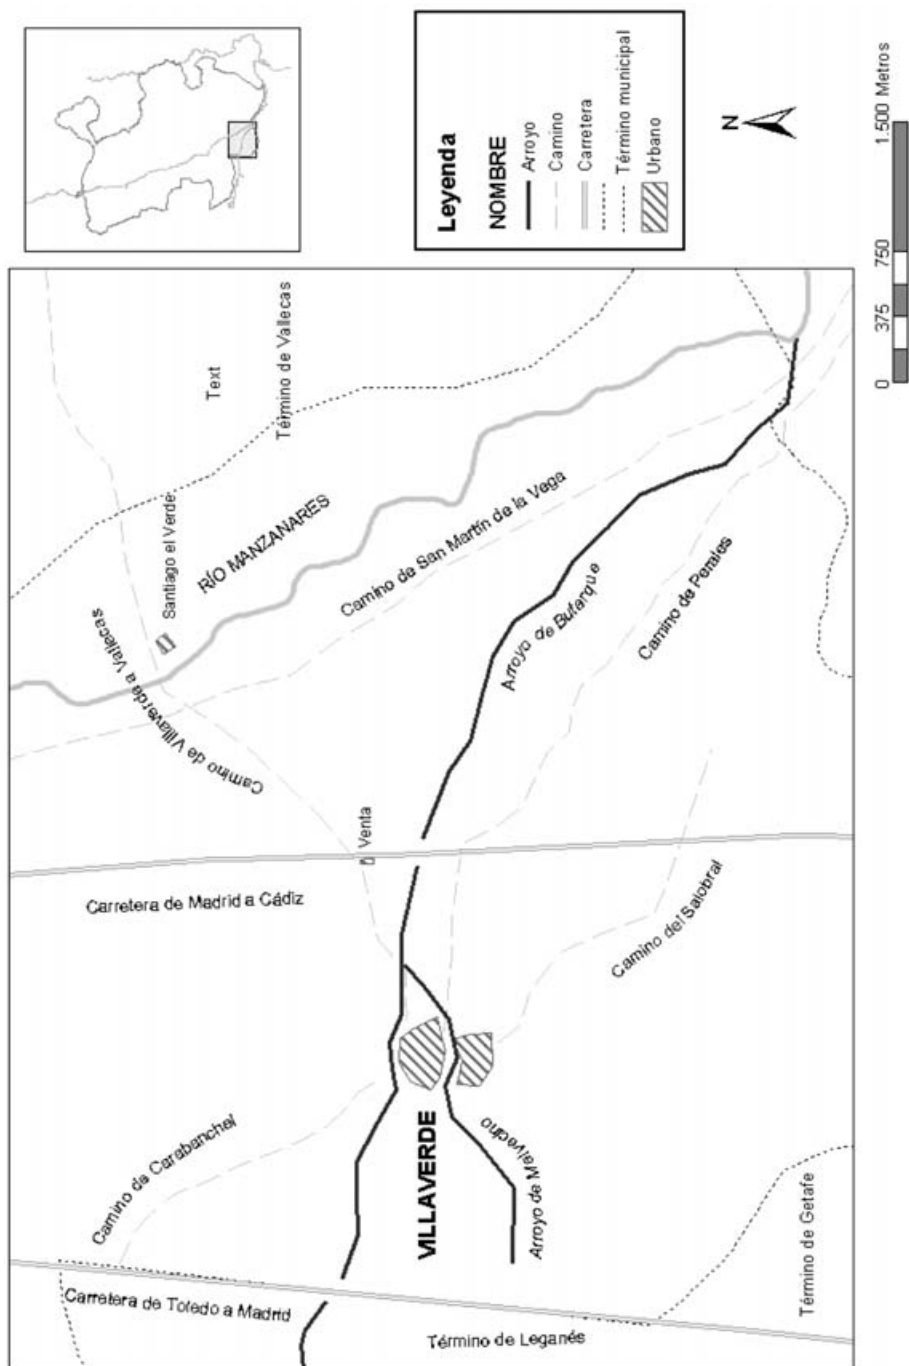 Leyenda
NOMBRE
Arroyo
Camino
Carretera
Término municipal
Urbano
N
0 375 750 1.500 Metros
Text
Término de Vallecas
Santiago el Verde
RÍO MANZANARES
Camino de Villaverde a Vallecas
Camino de San Martín de la Vega
Arroyo de Butarque
Camino de Perales
Venta
Carretera de Madrid a Cádiz
Camino del Salobral
VILLAVERDE
Camino de Carabanchel
Arroyo de Malvecino
Carretera de Toledo a Madrid
Término de Leganés
Término de Getafe